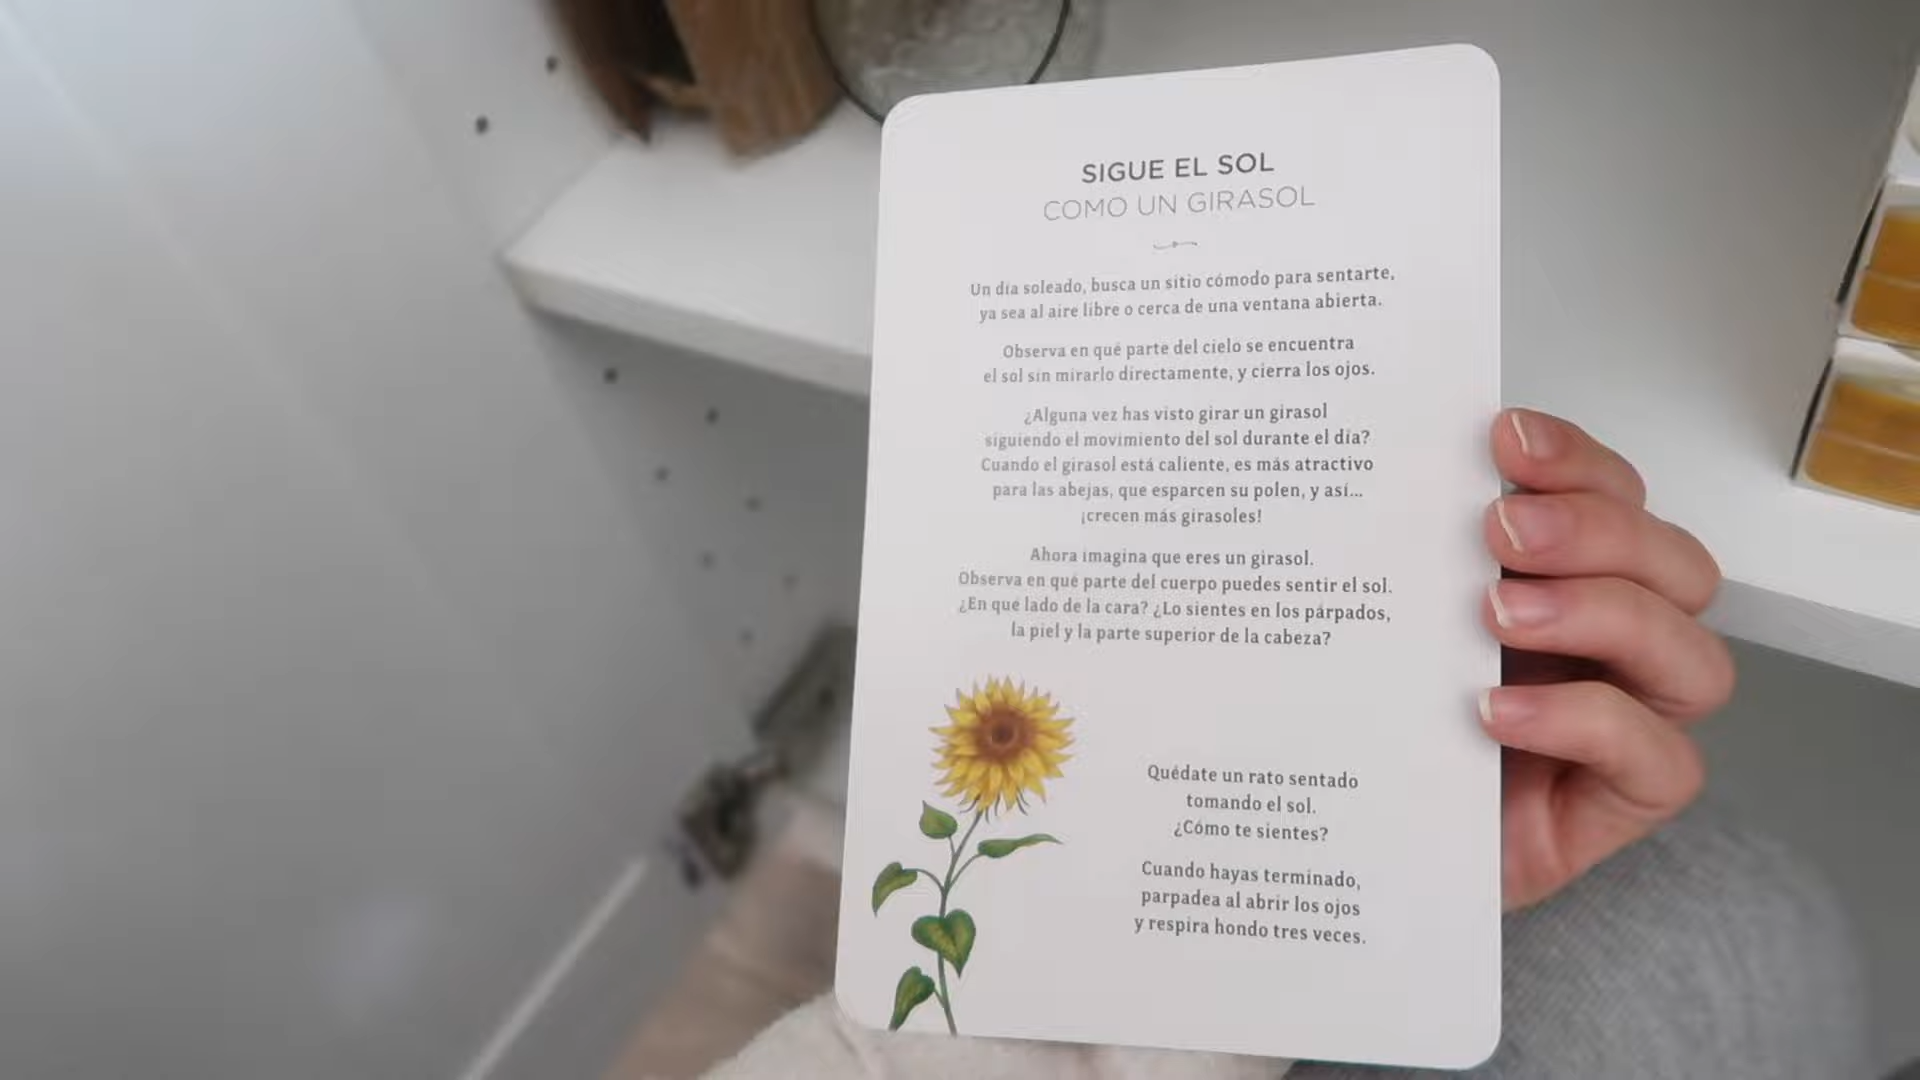 SIGUE EL SOL
COMO UN GIRASOL
Un día soleado, busca un sitio cómodo para sentarte,
ya sea al aire libre o cerca de una ventana abierta.
Observa en qué parte del cielo se encuentra
el sol sin mirarlo directamente, y cierra los ojos.
¿Alguna vez has visto girar un girasol
siguiendo el movimiento del sol durante el día?
Cuando el girasol está caliente, es más atractivo
para las abejas, que esparcen su polen, y así...
¡crecen más girasoles!
Ahora imagina que eres un girasol.
Observa en qué parte del cuerpo puedes sentir el sol.
¿En qué lado de la cara? ¿Lo sientes en los párpados,
la piel y la parte superior de la cabeza?
Quédate un rato sentado
tomando el sol.
¿Cómo te sientes?
Cuando hayas terminado,
parpadea al abrir los ojos
y respira hondo tres veces.